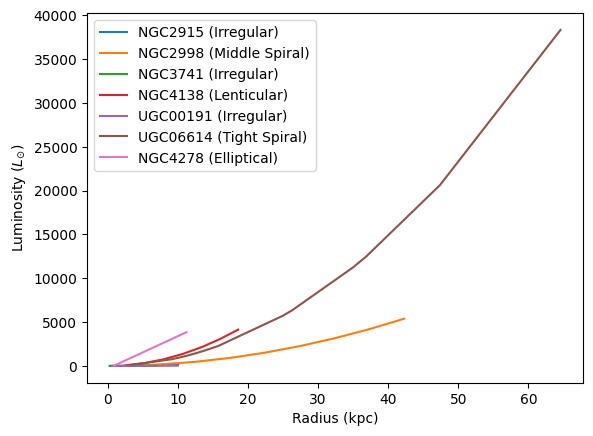 40000
35000
30000
25000
20000
15000
10000
5000
0
Luminosity (L⊙)
NGC2915 (Irregular)
NGC2998 (Middle Spiral)
NGC3741 (Irregular)
NGC4138 (Lenticular)
UGC00191 (Irregular)
UGC06614 (Tight Spiral)
NGC4278 (Elliptical)
0 10 20 30 40 50 60
Radius (kpc)